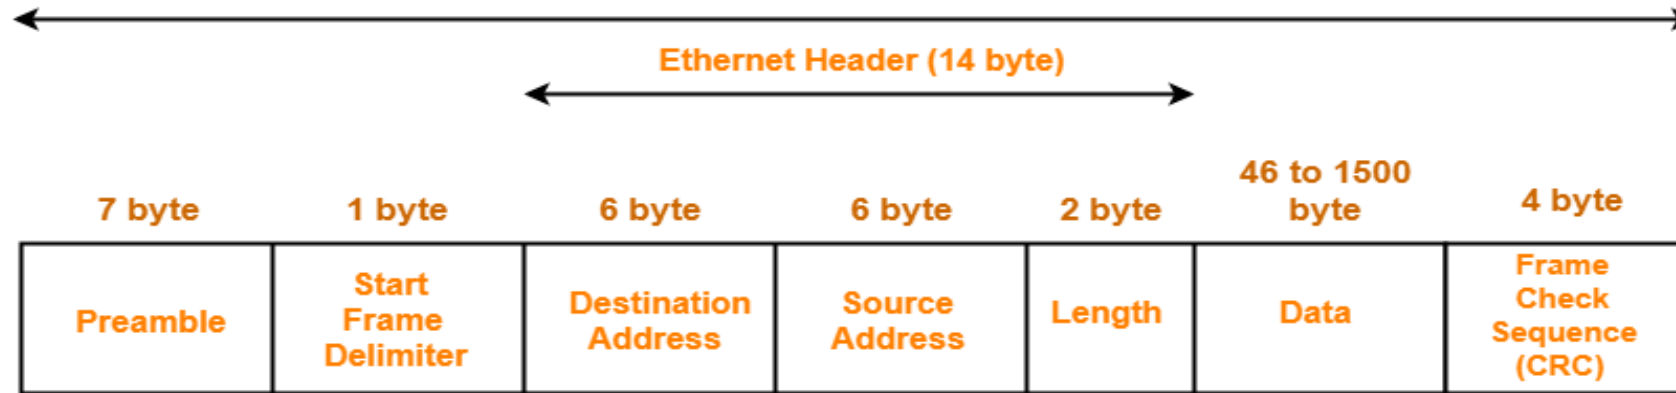 Ethernet Header (14 byte)
7 byte
1 byte
6 byte
6 byte
2 byte
46 to 1500
byte
4 byte
Preamble
Start
Frame
Delimiter
Destination
Address
Source
Address
Length
Data
Frame
Check
Sequence
(CRC)